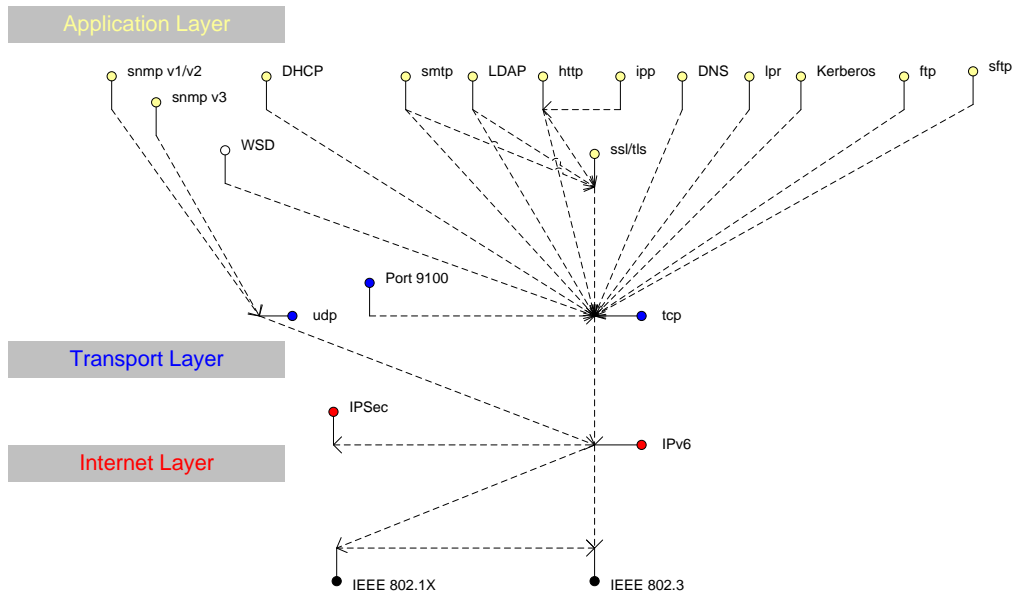 Application Layer
snmp v1/v2
DHCP
smtp
LDAP
http
ipp
DNS
lpr
Kerberos
ftp
sftp
snmp v3
WSD
ssl/tls
Port 9100
udp
tcp
Transport Layer
IPSec
IPv6
Internet Layer
IEEE 802.1X
IEEE 802.3